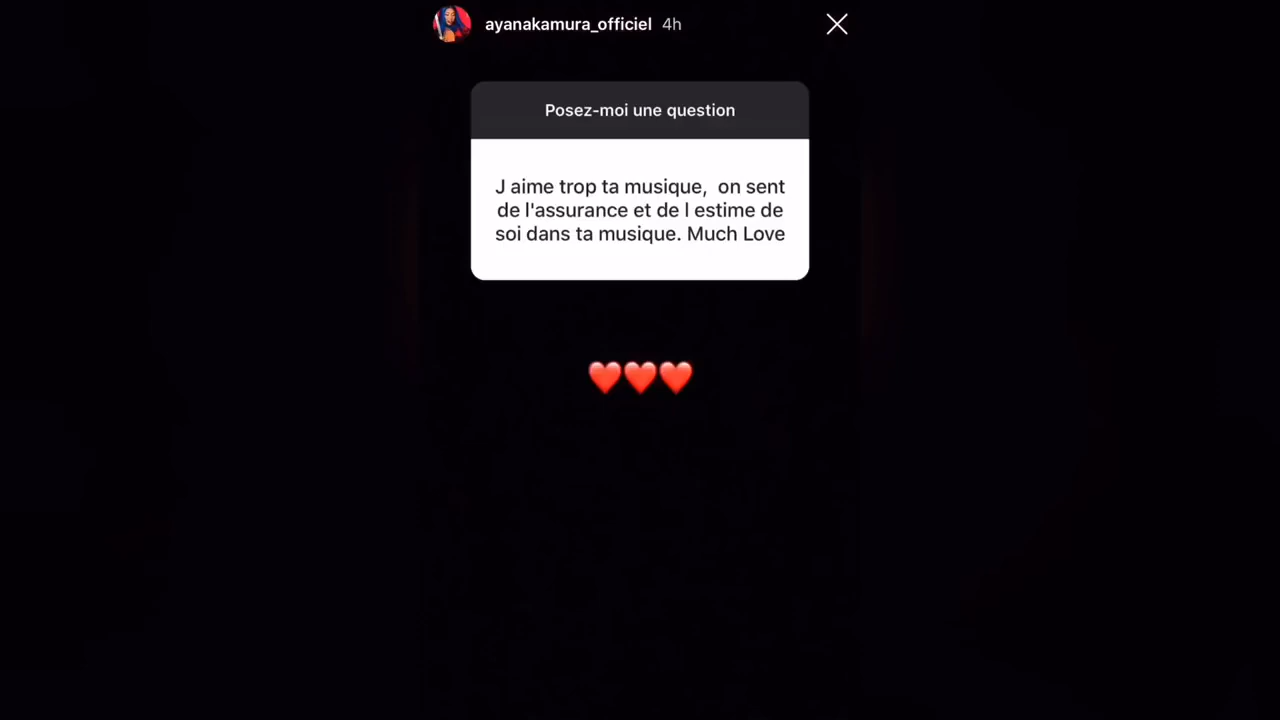 ayanakamura_officiel 4h
Posez-moi une question
J aime trop ta musique,  on sent
de l'assurance et de l estime de
soi dans ta musique. Much Love
❤️❤️❤️